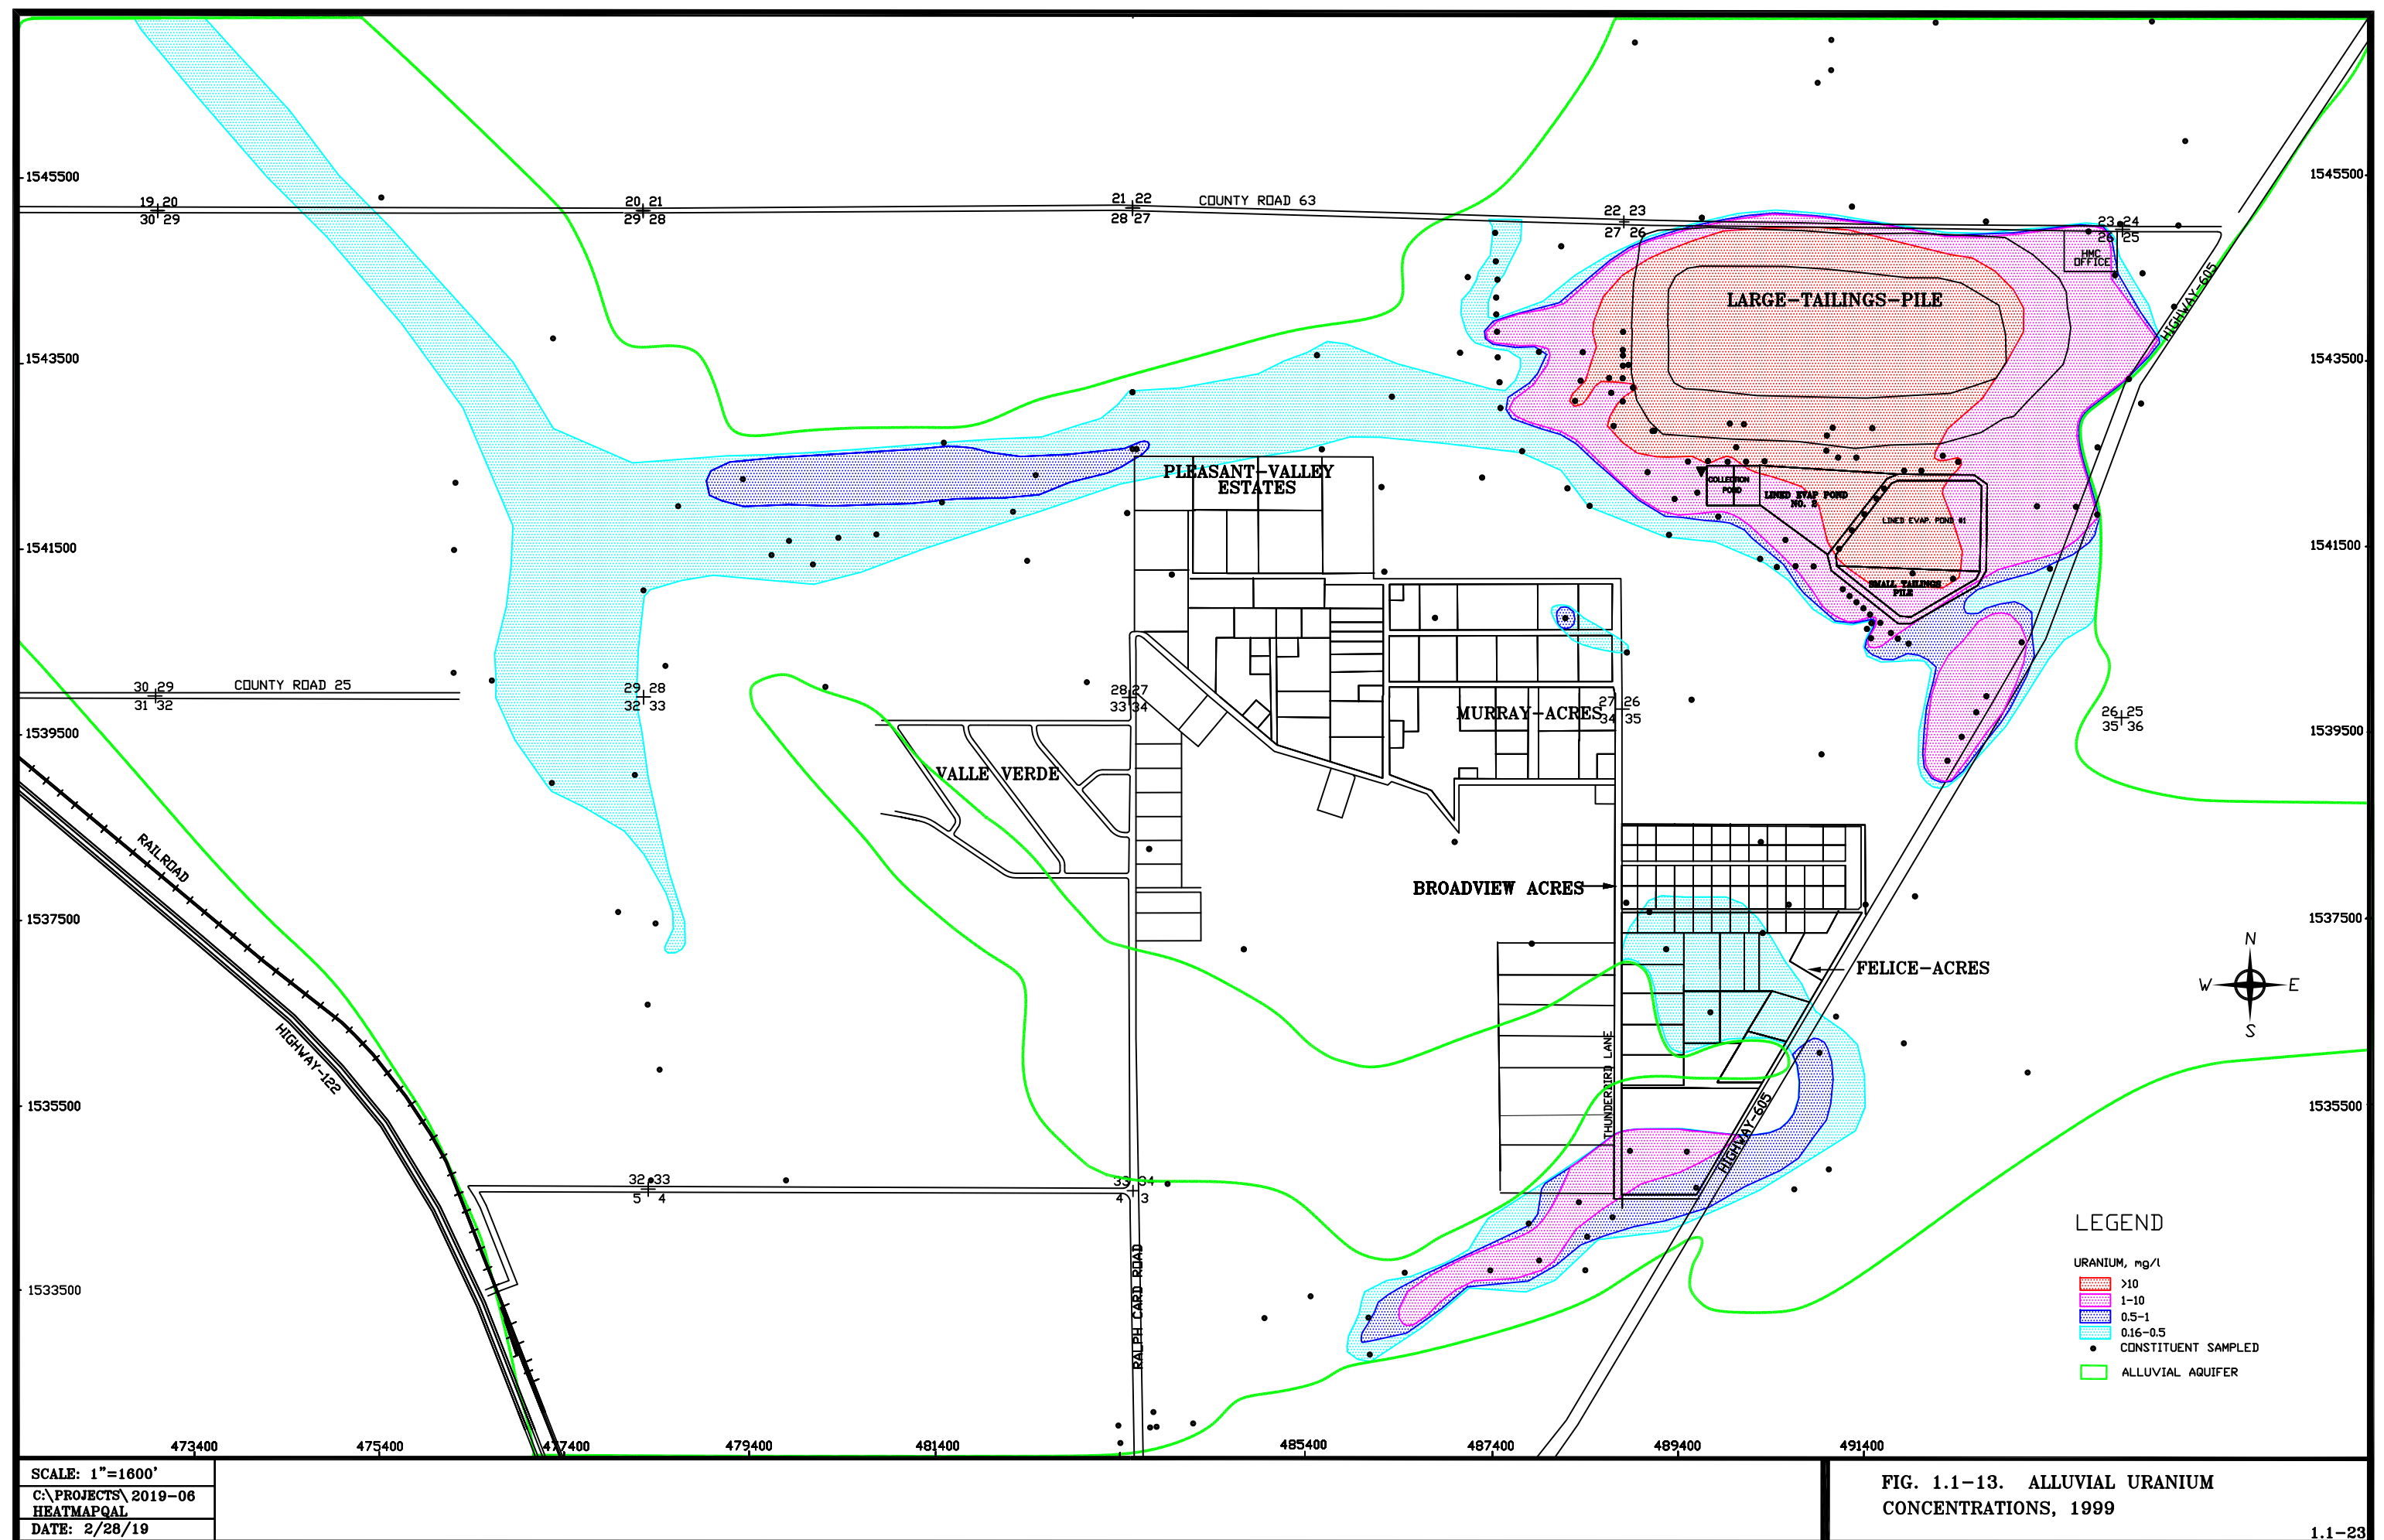 1545500
1545500
19 20
30 29
20 21
29 28
21 22
28 27
COUNTY ROAD 63
22 23
27 26
23 24
26 25
HMC
OFFICE
HIGHWAY-605
LARGE-TAILINGS-PILE
1543500
1543500
PLEASANT-VALLEY
ESTATES
COLLECTION
POND
LINED EVAP POND
NO. 2
LINED EVAP. POND #1
1541500
1541500
SMALL TAILINGS
PILE
30 29
31 32
COUNTY ROAD 25
29 28
32 33
28 27
33 34
MURRAY-ACRES
27 26
34 35
26 25
35 36
1539500
1539500
VALLE VERDE
RAILROAD
BROADVIEW ACRES
1537500
1537500
FELICE-ACRES
N
W
E
S
HIGHWAY-122
THUNDERBIRD LANE
HIGHWAY-605
1535500
1535500
32 33
5 4
33 34
4 3
RALPH CARD ROAD
1533500
LEGEND
URANIUM, mg/l
>10
1-10
0.5-1
0.16-0.5
CONSTITUENT SAMPLED
ALLUVIAL AQUIFER
473400
475400
477400
479400
481400
485400
487400
489400
491400
SCALE: 1"=1600'
C:\PROJECTS\2019-06
HEATMAPQAL
DATE: 2/28/19
FIG. 1.1-13. ALLUVIAL URANIUM
CONCENTRATIONS, 1999
1.1-23